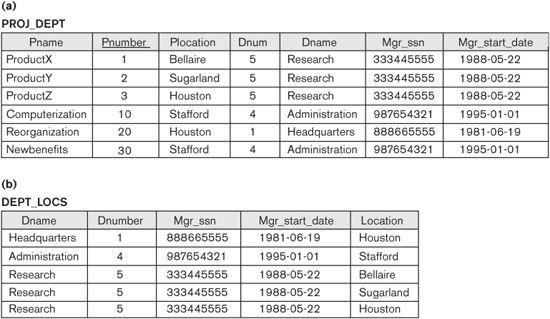 (a)
PROJ_DEPT
Pname Pnumber Plocation Dnum Dname Mgr_ssn Mgr_start_date
ProductX 1 Bellaire 5 Research 333445555 1988-05-22
ProductY 2 Sugarland 5 Research 333445555 1988-05-22
ProductZ 3 Houston 5 Research 333445555 1988-05-22
Computerization 10 Stafford 4 Administration 987654321 1995-01-01
Reorganization 20 Houston 1 Headquarters 888665555 1981-06-19
Newbenefits 30 Stafford 4 Administration 987654321 1995-01-01
(b)
DEPT_LOCS
Dname Dnumber Mgr_ssn Mgr_start_date Location
Headquarters 1 888665555 1981-06-19 Houston
Administration 4 987654321 1995-01-01 Stafford
Research 5 333445555 1988-05-22 Bellaire
Research 5 333445555 1988-05-22 Sugarland
Research 5 333445555 1988-05-22 Houston